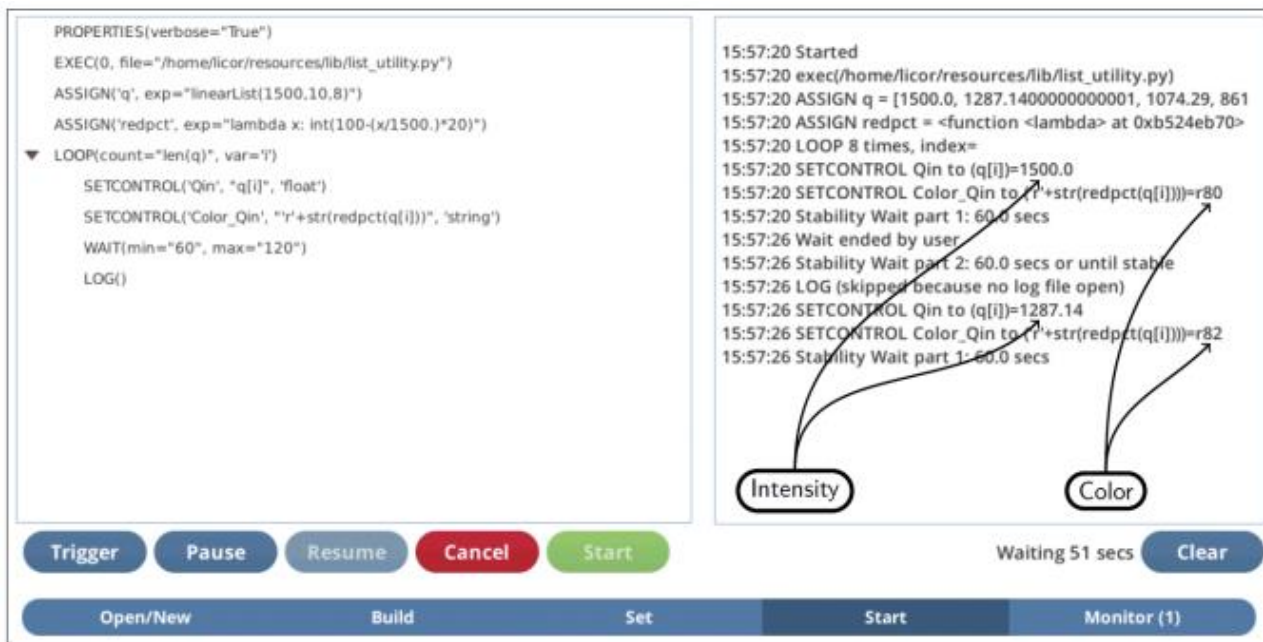 PROPERTIES(verbose="True")
EXEC(0, file="/home/licor/resources/lib/list_utility.py")
ASSIGN('q', exp="linearList(1500,10,8)")
ASSIGN('redpct', exp="lambda x: int(100-(x/1500.)*20)")
LOOP(count="len(q)", var='i')
SETCONTROL('Qin', "q[i]", 'float')
SETCONTROL('Color_Qin', "'r'+str(redpct(q[i]))", 'string')
WAIT(min="60", max="120")
LOG()
15:57:20 Started
15:57:20 exec(/home/licor/resources/lib/list_utility.py)
15:57:20 ASSIGN q = [1500.0, 1287.1400000000001, 1074.29, 861
15:57:20 ASSIGN redpct = <function <lambda> at 0xb524eb70>
15:57:20 LOOP 8 times, index=
15:57:20 SETCONTROL Qin to (q[i])=1500.0
15:57:20 SETCONTROL Color_Qin to ('r'+str(redpct(q[i])))=r80
15:57:20 Stability Wait part 1: 60.0 secs
15:57:26 Wait ended by user
15:57:26 Stability Wait part 2: 60.0 secs or until stable
15:57:26 LOG (skipped because no log file open)
15:57:26 SETCONTROL Qin to (q[i])=1287.14
15:57:26 SETCONTROL Color_Qin to ('r'+str(redpct(q[i])))=r82
15:57:26 Stability Wait part 1: 60.0 secs
Intensity
Color
Trigger
Pause
Resume
Cancel
Start
Waiting 51 secs
Clear
Open/New
Build
Set
Start
Monitor (1)